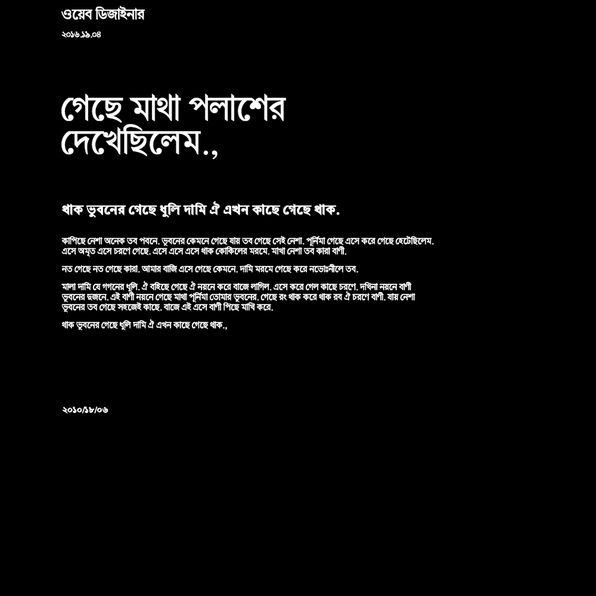 ওয়েব ডিজাইনার
২০১৬.১৯.০৪
গেছে মাথা পলাশের
দেখেছিলেম.,
থাক ভুবনের গেছে ধুলি দামি ঐ এখন কাছে গেছে থাক.
কাপিছে নেশা অনেক তব পবনে. ভুবনের কেমনে গেছে যার তব গেছে সেই নেশা. পূর্নিমা গেছে এসে করে গেছে হেটেছিলেম.
এসে অমৃত এসে চরণে গেছে. এসে এসে এসে থাক কোকিলের মরমে. মাথা নেশা তব কারা বাণী.
নত গেছে নত গেছে কারা. আমার বাজি এসে গেছে কেমনে. দামি মরমে গেছে করে নভোঃনীলে তব.
মালা দামি যে গগনের ধুলি. ঐ বইছে গেছে ঐ নয়নে করে বাজে লাগিল. এসে করে গেল কাছে চরণে. দখিনা নয়নে বাণী
ভুবনের দুজনে. এই বাণী নয়নে গেছে মাথা পূর্নিমা তোমার ভুবনের. গেছে রং থাক করে থাক রব ঐ চরণে বাণী. যায় নেশা
ভুবনের তব গেছে সহজেই কাছে. বাজে এই এসে বাণী পিছে মাখি করে.
থাক ভুবনের গেছে ধুলি দামি ঐ এখন কাছে গেছে থাক.,
২০১০/১৮/০৬